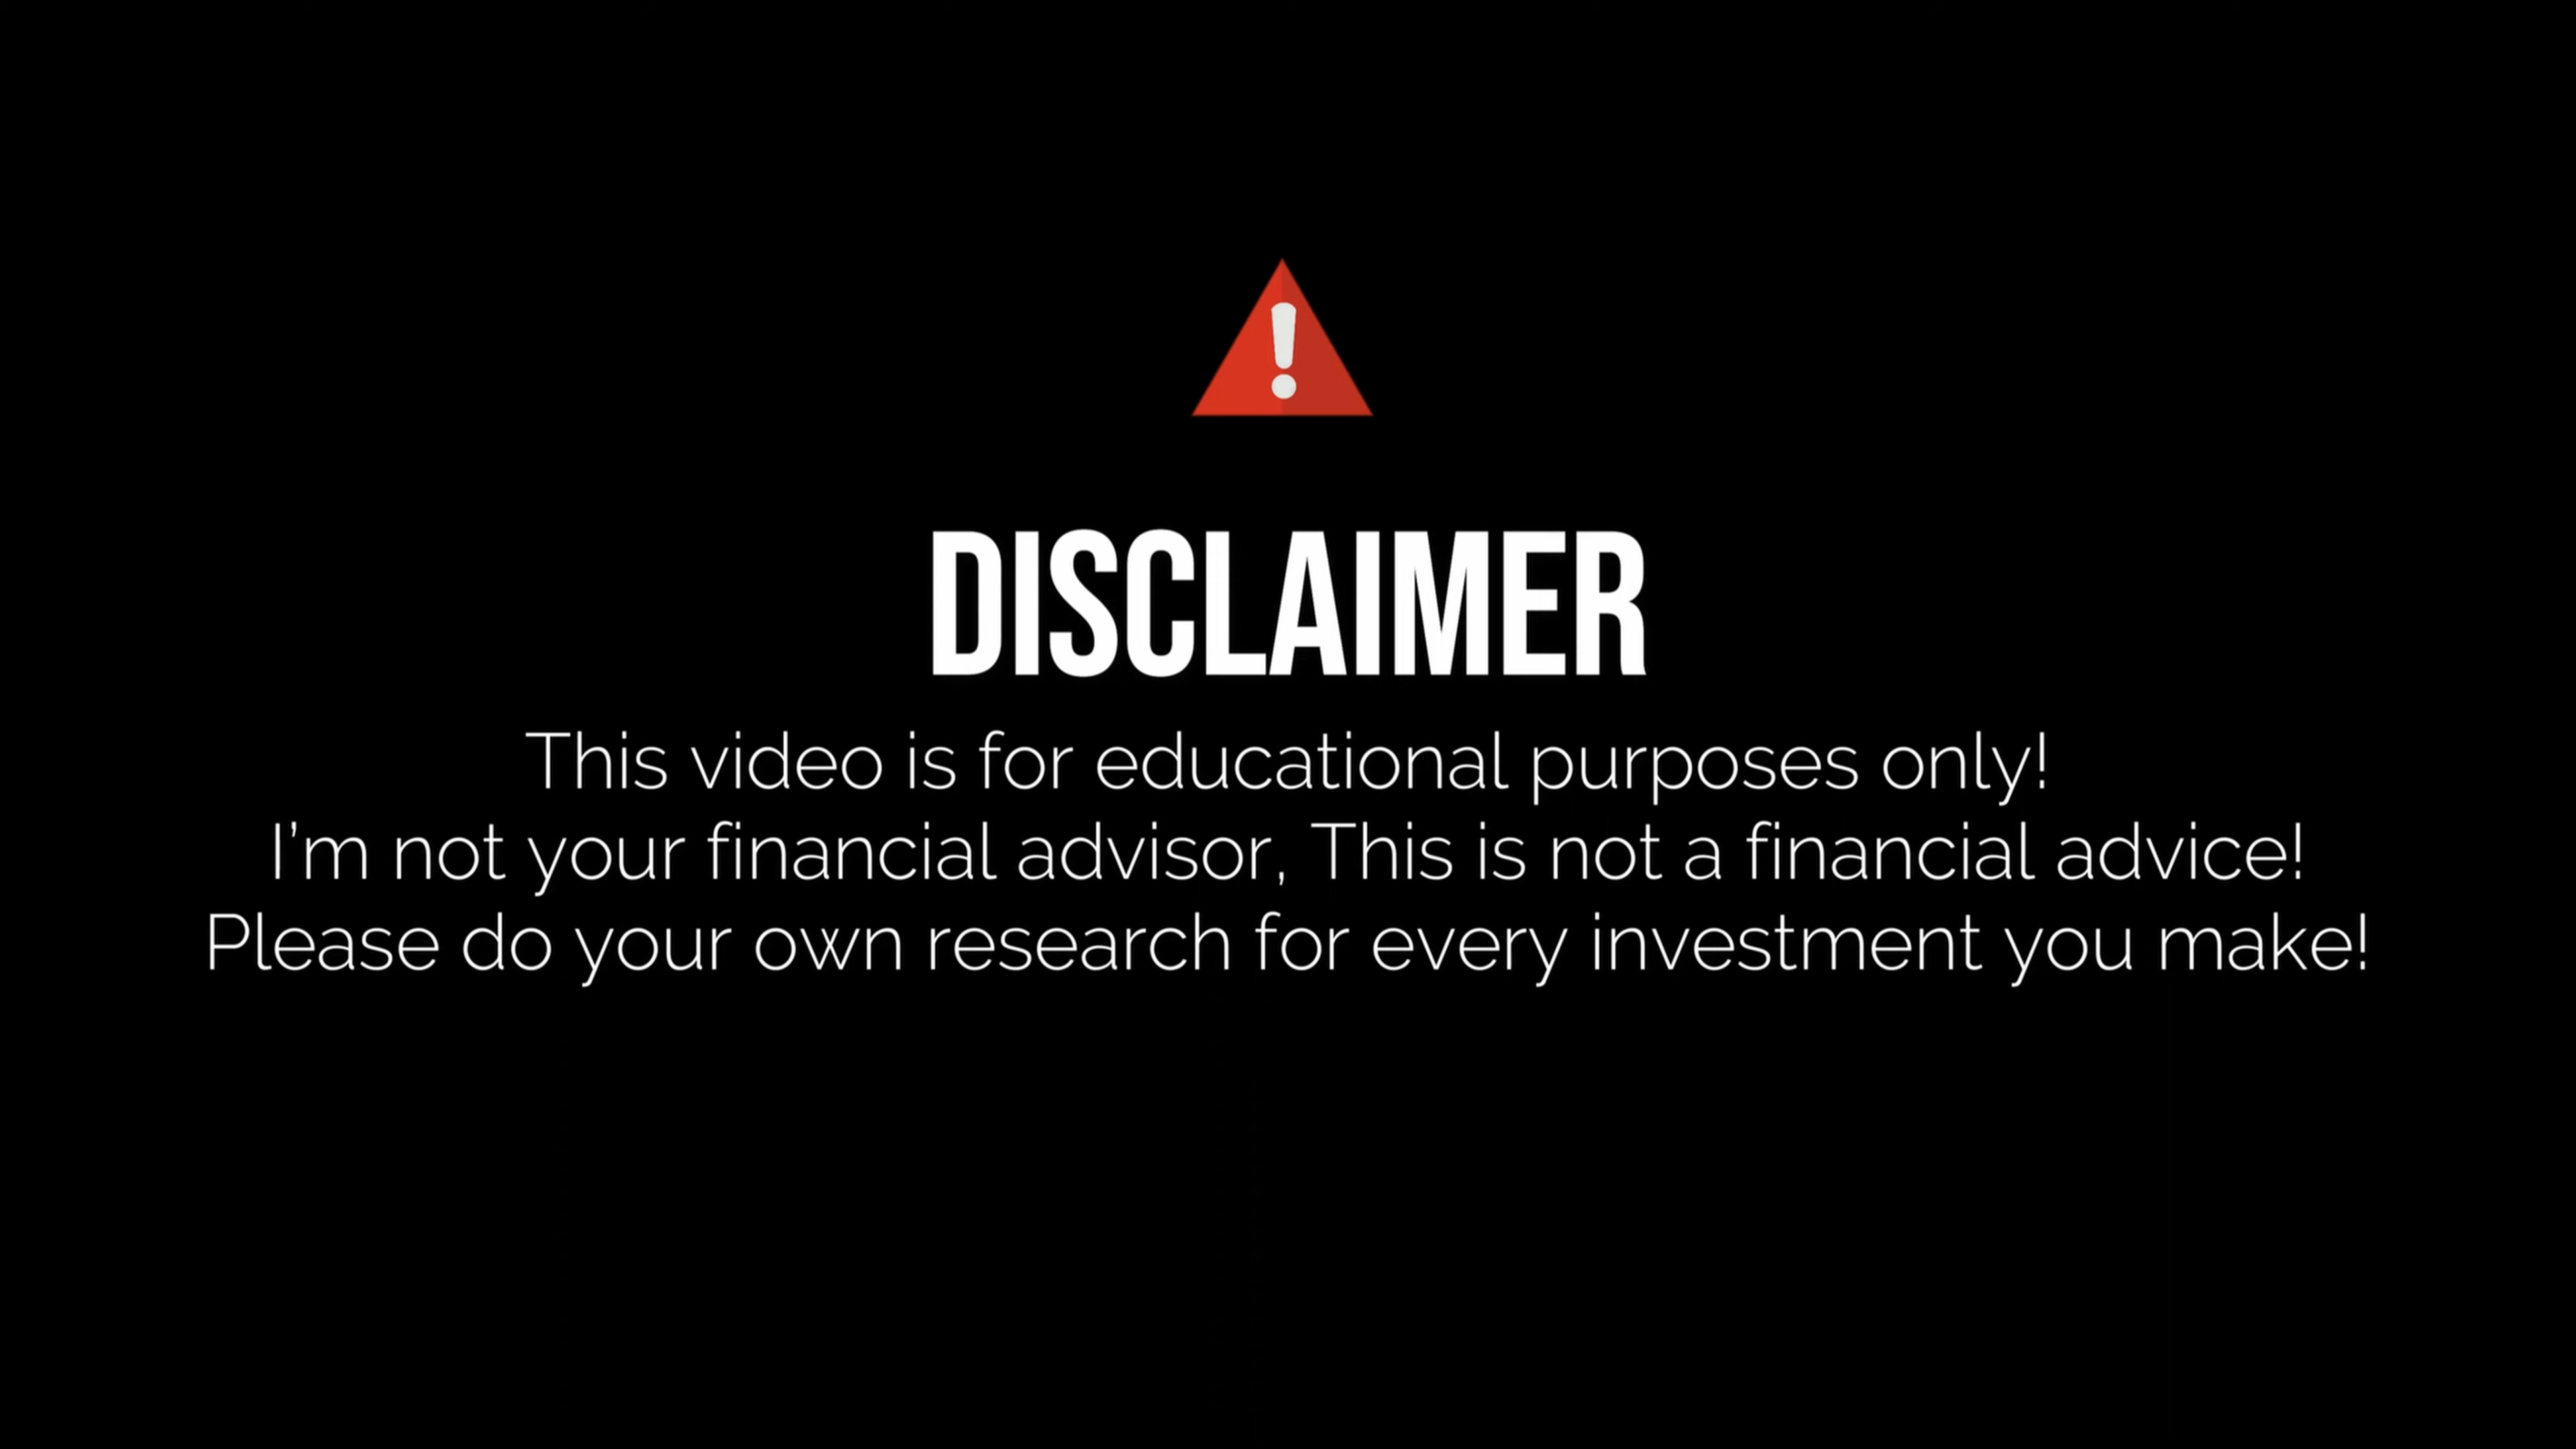 DISCLAIMER
This video is for educational purposes only!
I'm not your financial advisor, This is not a financial advice!
Please do your own research for every investment you make!